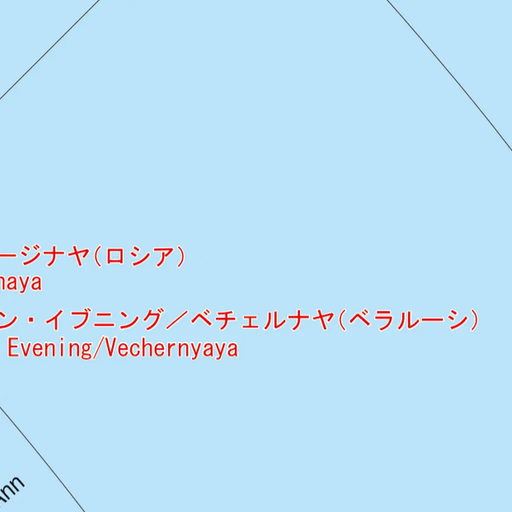 ージナヤ(ロシア)
naya
ン・イブニング／ベチェルナヤ(ベラルーシ)
Evening/Vechernyaya
Ann